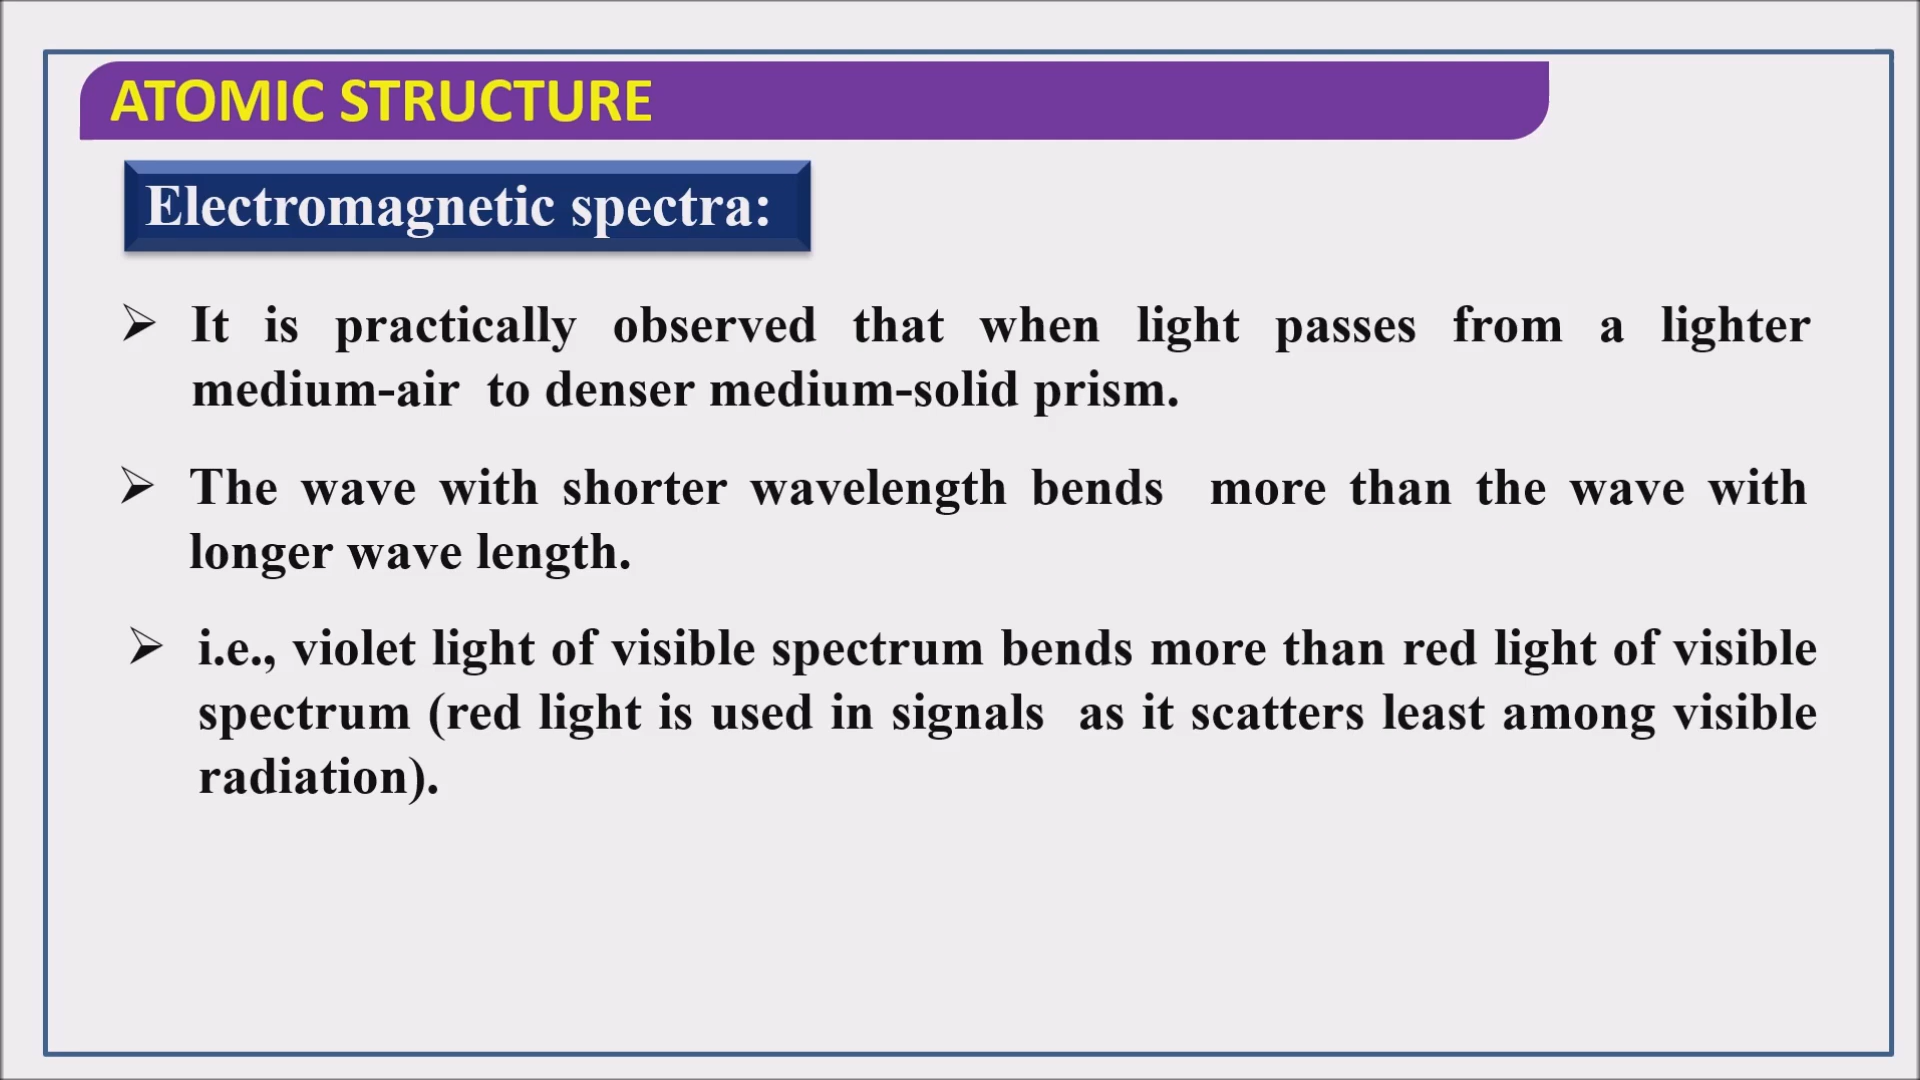 ATOMIC STRUCTURE
Electromagnetic spectra:
➢ It is practically observed that when light passes from a lighter
medium-air to denser medium-solid prism.
➢ The wave with shorter wavelength bends more than the wave with
longer wave length.
➢ i.e., violet light of visible spectrum bends more than red light of visible
spectrum (red light is used in signals as it scatters least among visible
radiation).